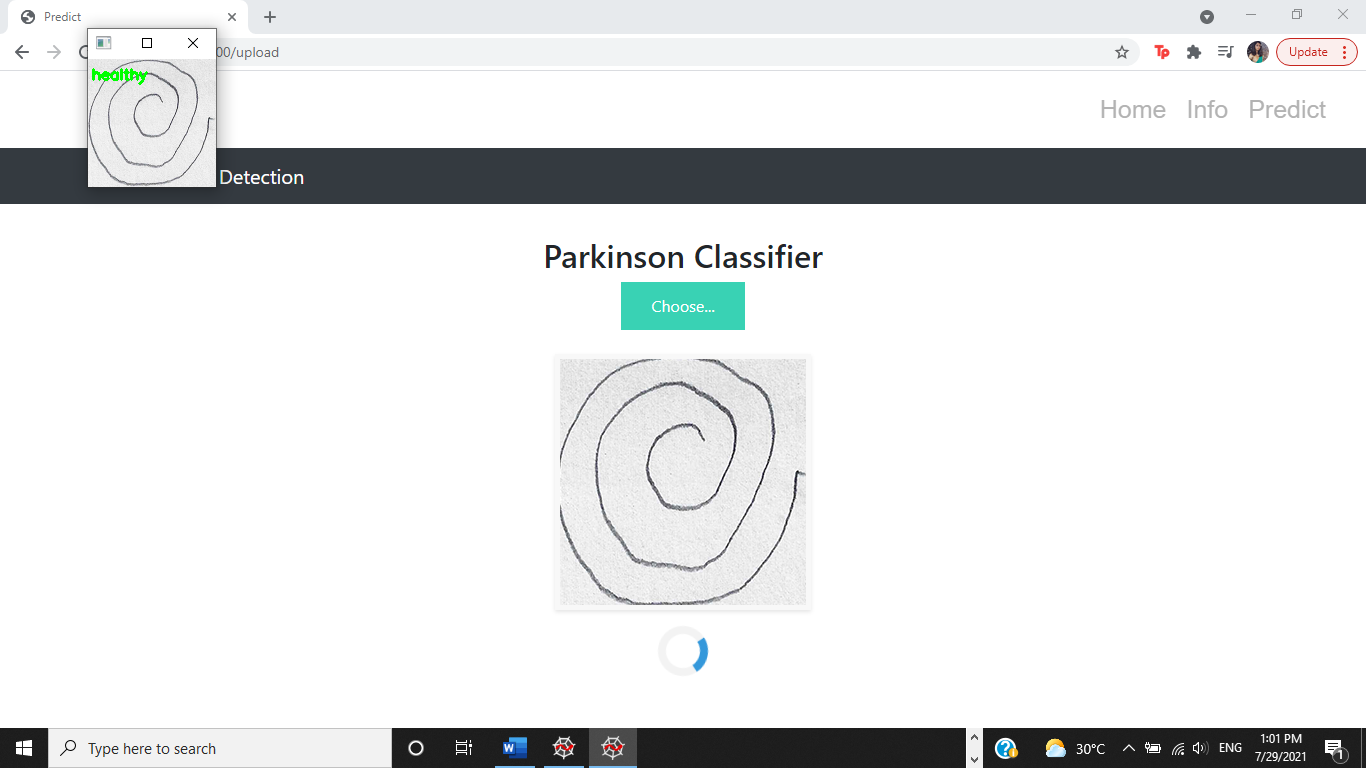 Predict
00/upload
Update
healthy
Home Info Predict
Detection
Parkinson Classifier
Choose...
Type here to search
30°C
ENG
1:01 PM
7/29/2021
1